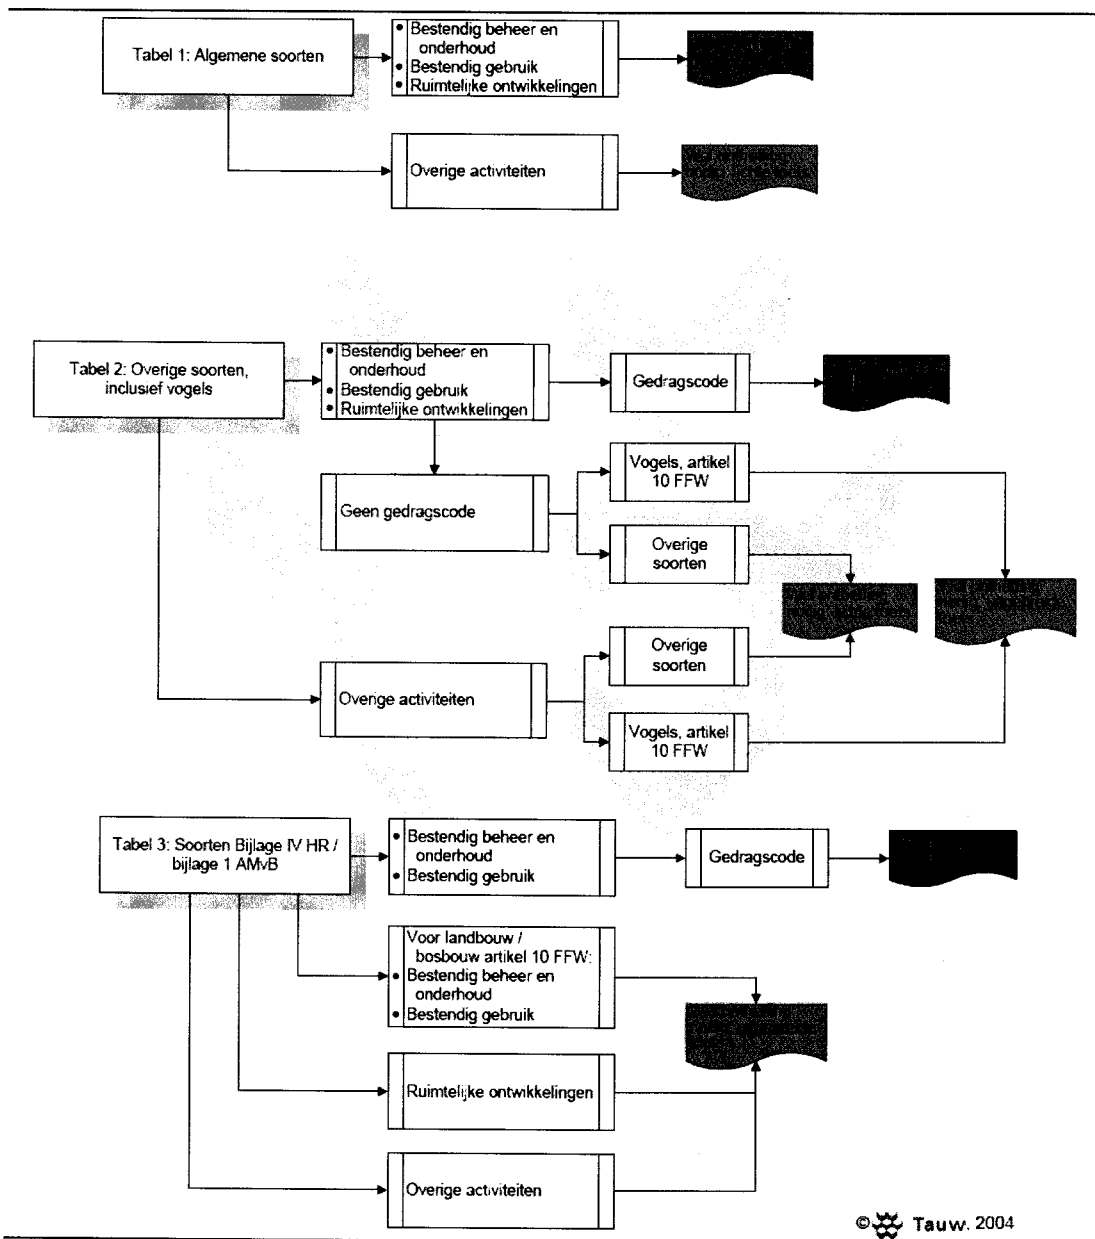 Tabel 1: Algemene soorten
• Bestendig beheer en
onderhoud
• Bestendig gebruik
• Ruimtelijke ontwikkelingen
Overige activiteiten
Tabel 2: Overige soorten,
inclusief vogels
• Bestendig beheer en
onderhoud
• Bestendig gebruik
• Ruimtelijke ontwikkelingen
Gedragscode
Geen gedragscode
Vogels, artikel
10 FFW
Overige
soorten
Overige activiteiten
Overige
soorten
Vogels, artikel
10 FFW
Tabel 3: Soorten Bijlage IV HR /
bijlage 1 AMvB
• Bestendig beheer en
onderhoud
• Bestendig gebruik
Gedragscode
Voor landbouw /
bosbouw artikel 10 FFW:
• Bestendig beheer en
onderhoud
• Bestendig gebruik
Ruimtelijke ontwikkelingen
Overige activiteiten
© Tauw. 2004